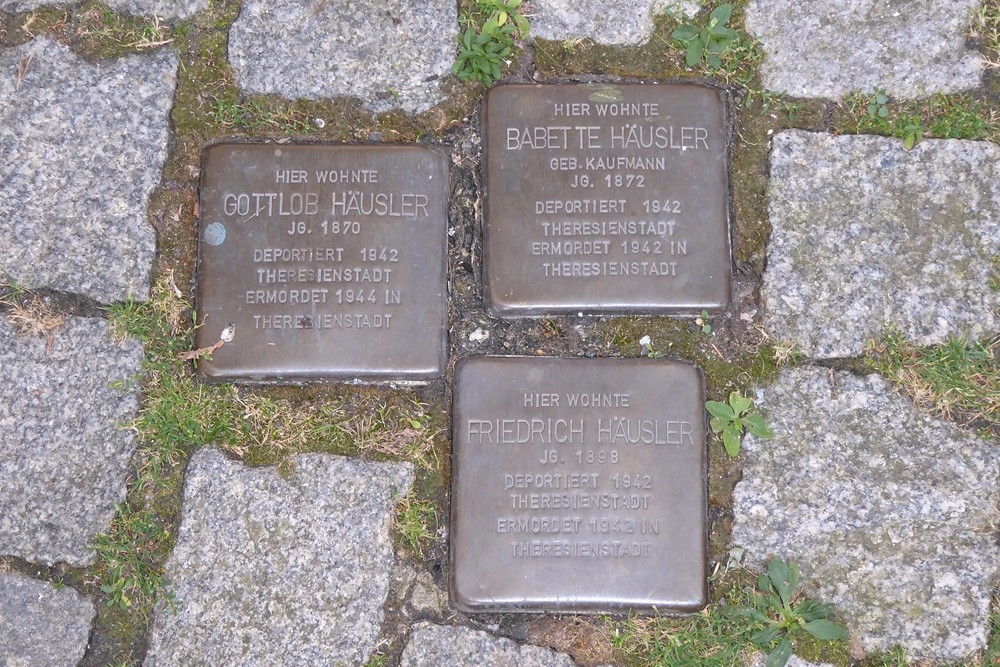 HIER WOHNTE
GOTTLOB HÄUSLER
JG. 1870
DEPORTIERT 1942
THERESIENSTADT
ERMORDET 1944 IN
THERESIENSTADT
HIER WOHNTE
BABETTE HÄUSLER
GEB. KAUFMANN
JG. 1872
DEPORTIERT 1942
THERESIENSTADT
ERMORDET 1942 IN
THERESIENSTADT
HIER WOHNTE
FRIEDRICH HÄUSLER
JG. 1898
DEPORTIERT 1942
THERESIENSTADT
ERMORDET 1942 IN
THERESIENSTADT